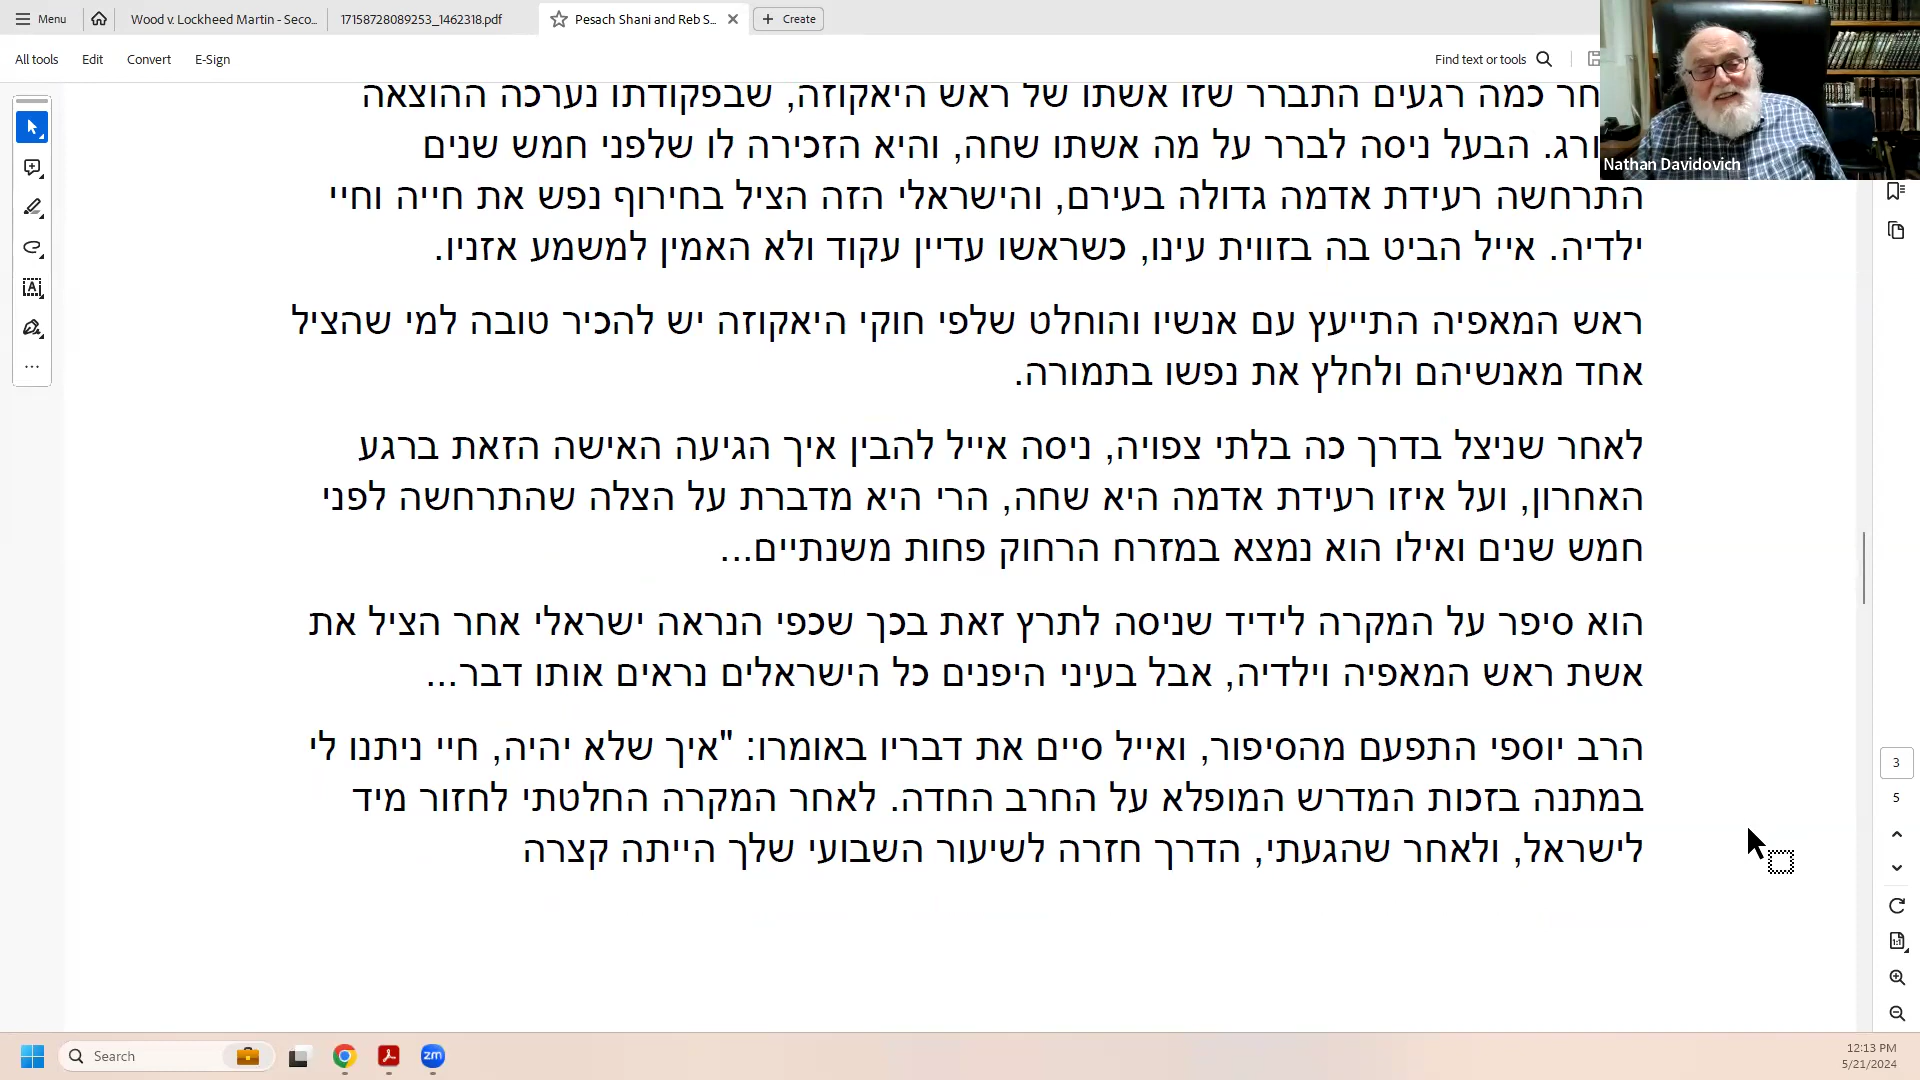 Menu
Wood v. Lockheed Martin - Seco...
17158728089253_1462318.pdf
Pesach Shani and Reb S...
Create
All tools
Edit
Convert
E-Sign
Find text or tools
Nathan Davidovich
כמה רגעים התברר שזו אשתו של ראש היאקוזה, שבפקודתו נערכה ההוצאה
הבעל ניסה לברר על מה אשתו שחה, והיא הזכירה לו שלפני חמש שנים
התרחשה רעידת אדמה גדולה בעירם, והישראלי הזה הציל בחירוף נפש את חייה וחיי
ילדיה. אייל הביט בה בזווית עינו, כשראשו עדיין עקוד ולא האמין למשמע אזניו.
ראש המאפיה התייעץ עם אנשיו והוחלט שלפי חוקי היאקוזה יש להכיר טובה למי שהציל
אחד מאנשיהם ולחלץ את נפשו בתמורה.
לאחר שניצל בדרך כה בלתי צפויה, ניסה אייל להבין איך הגיעה האישה הזאת ברגע
האחרון, ועל איזו רעידת אדמה היא שחה, הרי היא מדברת על הצלה שהתרחשה לפני
חמש שנים ואילו הוא נמצא במזרח הרחוק פחות משנתיים...
הוא סיפר על המקרה לידיד שניסה לתרץ זאת בכך שכפי הנראה ישראלי אחר הציל את
אשת ראש המאפיה וילדיה, אבל בעיני היפנים כל הישראלים נראים אותו דבר...
הרב יוספי התפעם מהסיפור, ואייל סיים את דבריו באומרו: "איך שלא יהיה, חיי ניתנו לי
במתנה בזכות המדרש המופלא על החרב החדה. לאחר המקרה החלטתי לחזור מיד
לישראל, ולאחר שהגעתי, הדרך חזרה לשיעור השבועי שלך הייתה קצרה
3
5
Search
zm
12:13 PM
5/21/2024